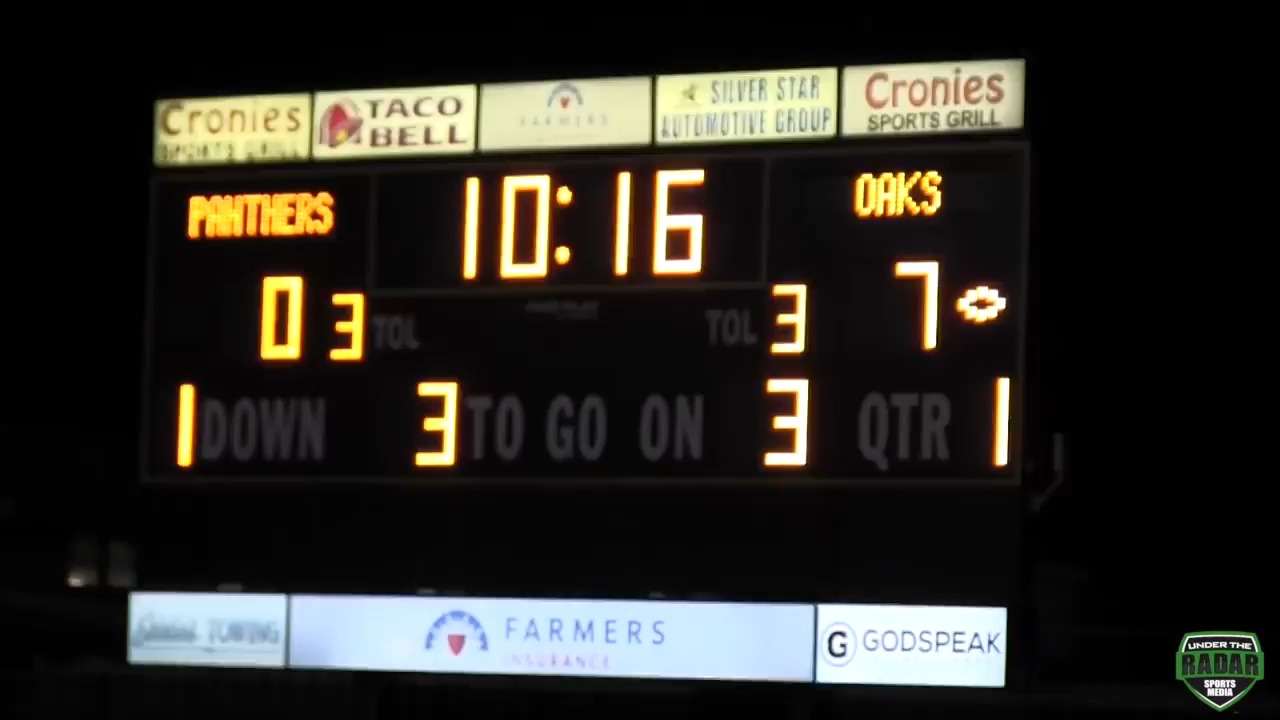 Cronies
SPORTS GRILL
TACO
BELL
FARMERS
SILVER STAR
AUTOMOTIVE GROUP
Cronies
SPORTS GRILL
PANTHERS
10:16
OAKS
0 3 TOL
TOL 3 7
1 DOWN 3 TO GO ON 3 QTR 1
TOWING
FARMERS
INSURANCE
G GODSPEAK
UNDER THE
RADAR
SPORTS
MEDIA